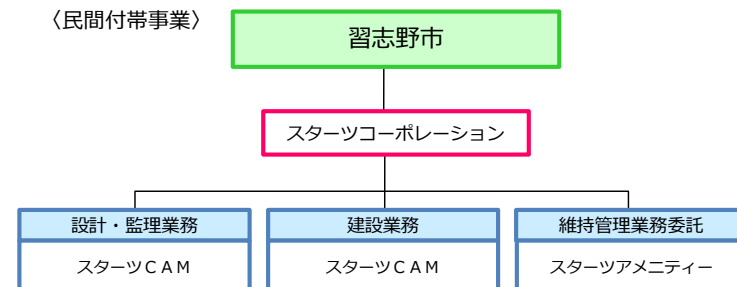 〈民間付帯事業〉
習志野市
スターツコーポレーション
設計・監理業務
建設業務
維持管理業務委託
スターツＣＡＭ
スターツＣＡＭ
スターツアメニティー